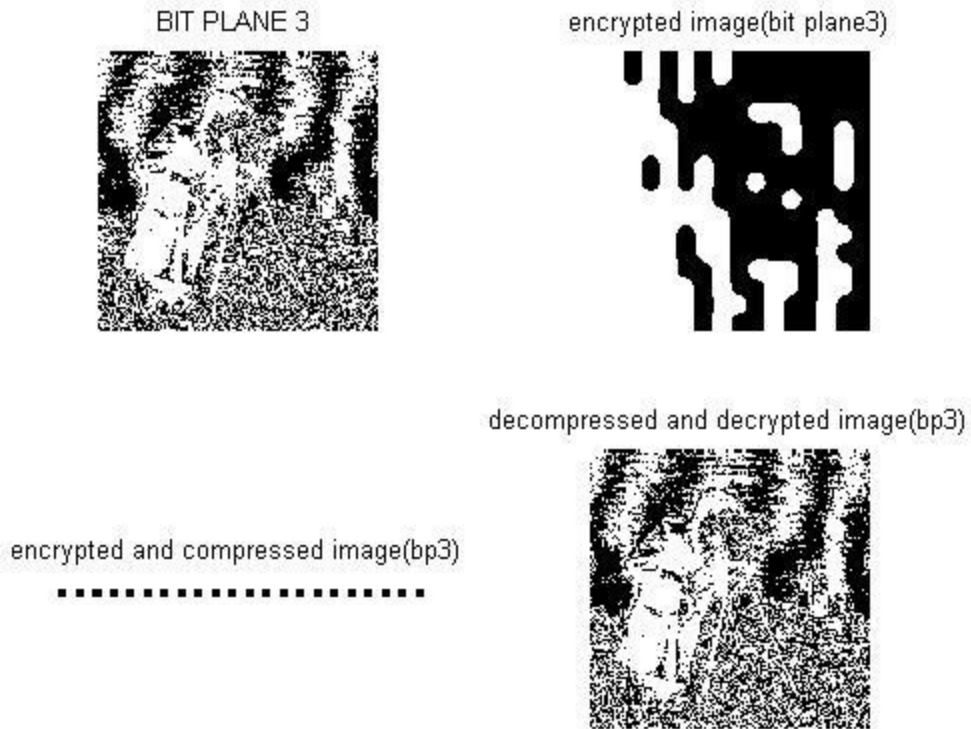 BIT PLANE 3
encrypted image(bit plane3)
decompressed and decrypted image(bp3)
encrypted and compressed image(bp3)